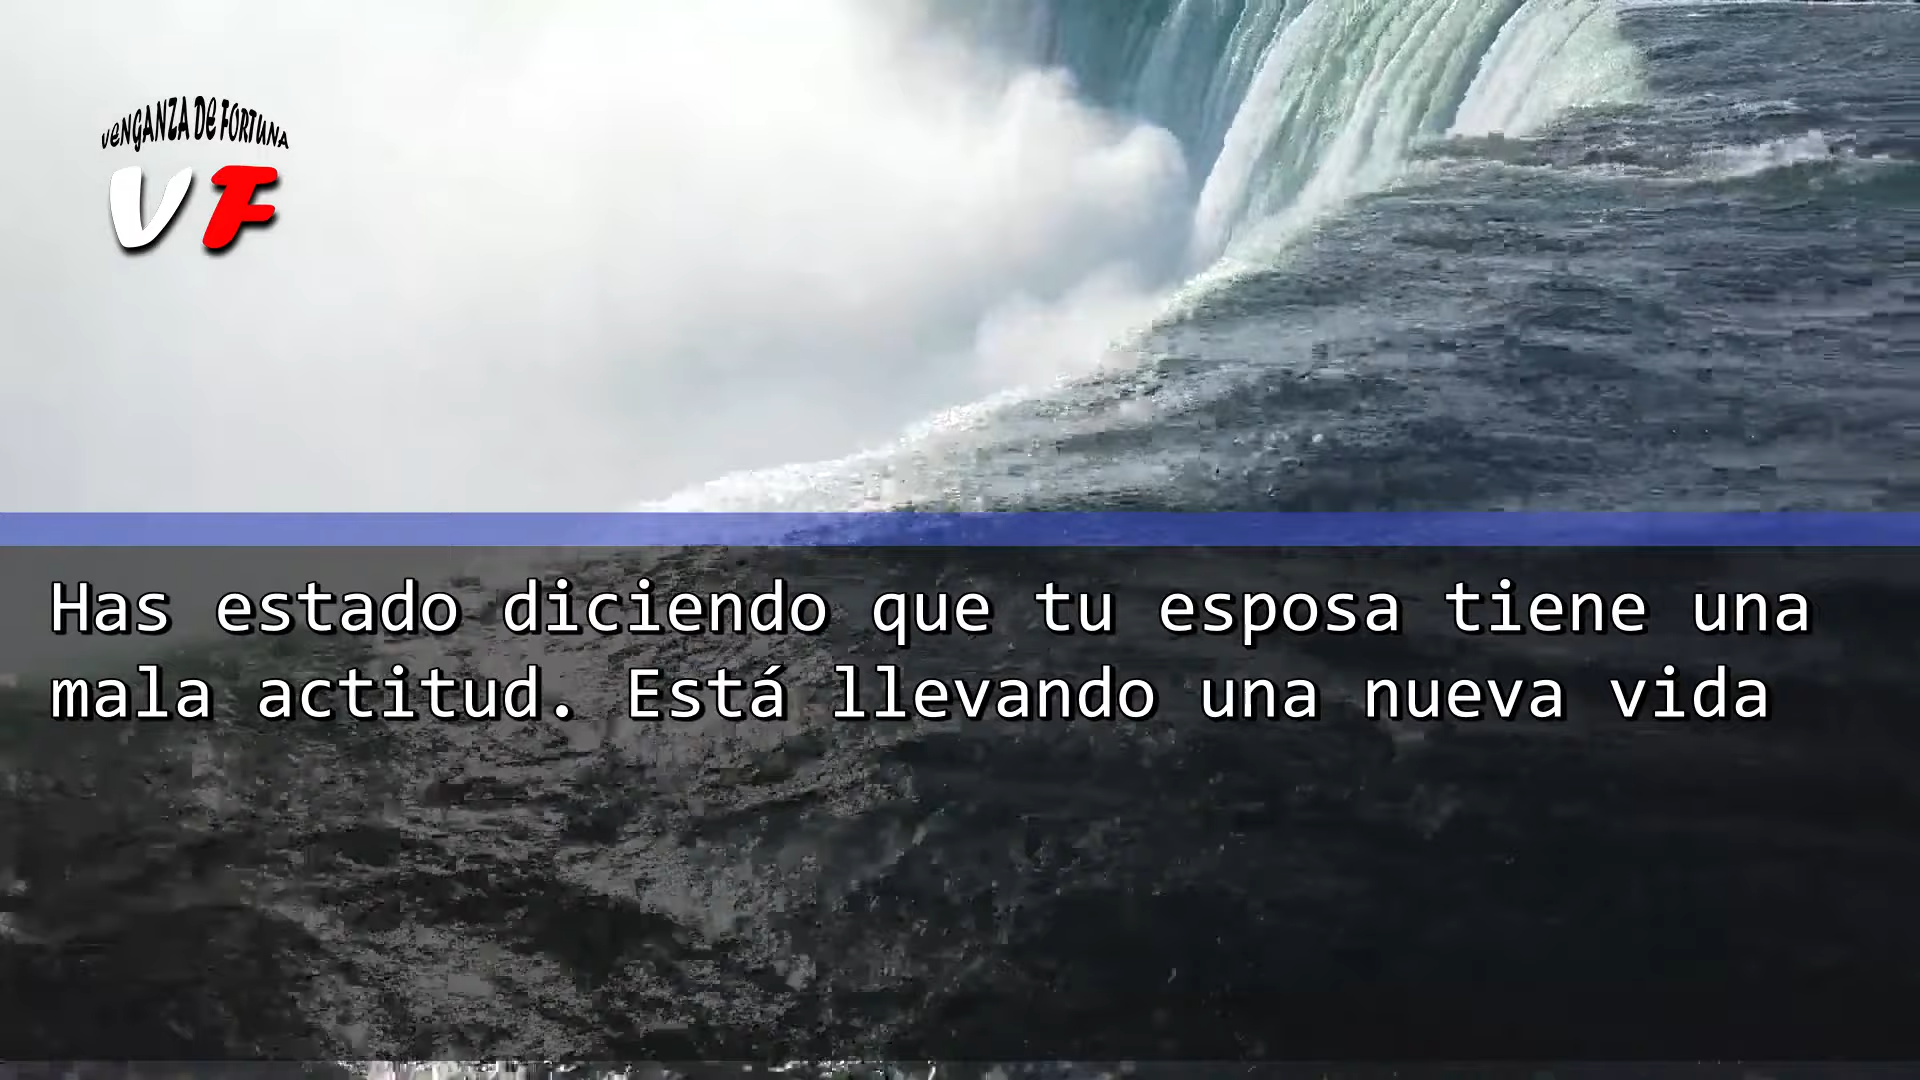 VENGANZA DE FORTUNA
VF
Has estado diciendo que tu esposa tiene una
mala actitud. Está llevando una nueva vida